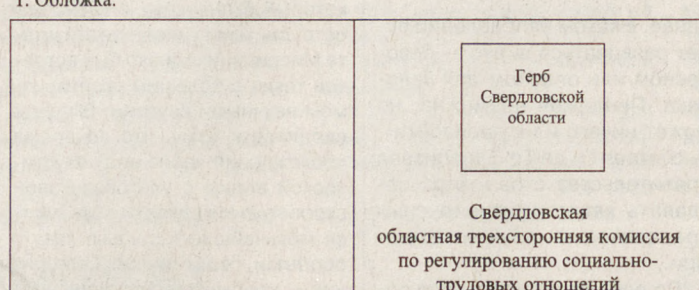 1. Обложка.
Герб
Свердловской
области
Свердловская
областная трехсторонняя комиссия
по регулированию социально-
трудовых отношений